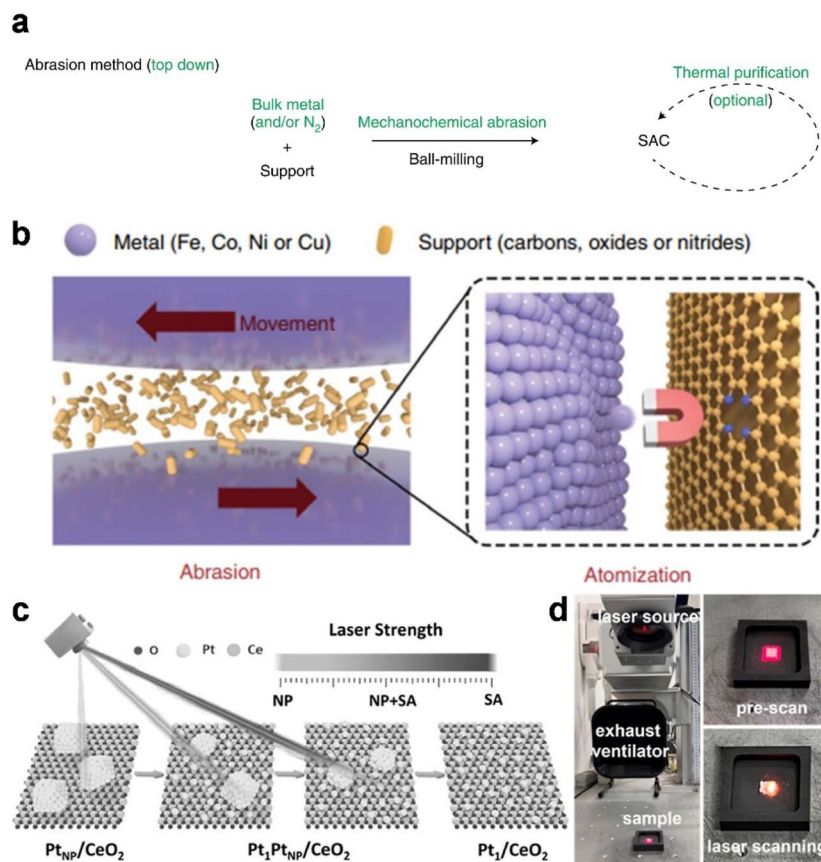 a
Abrasion method (top down)
Bulk metal
(and/or N₂)
+
Support
Mechanochemical abrasion
Ball-milling
Thermal purification
(optional)
SAC
b
Metal (Fe, Co, Ni or Cu)
Support (carbons, oxides or nitrides)
Movement
Abrasion
Atomization
c
O
Pt
Ce
Laser Strength
NP
NP+SA
SA
Pt_NP/CeO₂
Pt₁Pt_NP/CeO₂
Pt₁/CeO₂
d
laser source
exhaust
ventilator
sample
pre-scan
laser scanning